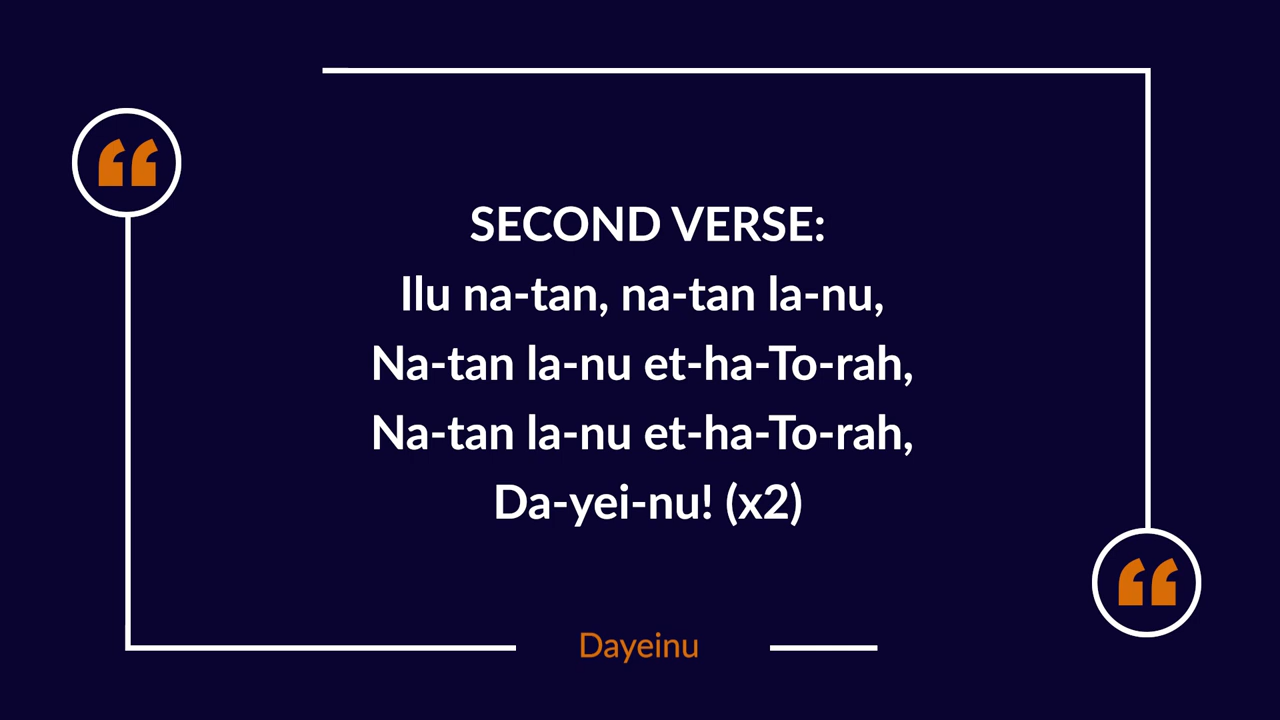 “
SECOND VERSE:
Ilu na-tan, na-tan la-nu,
Na-tan la-nu et-ha-To-rah,
Na-tan la-nu et-ha-To-rah,
Da-yei-nu! (x2)
“
Dayeinu